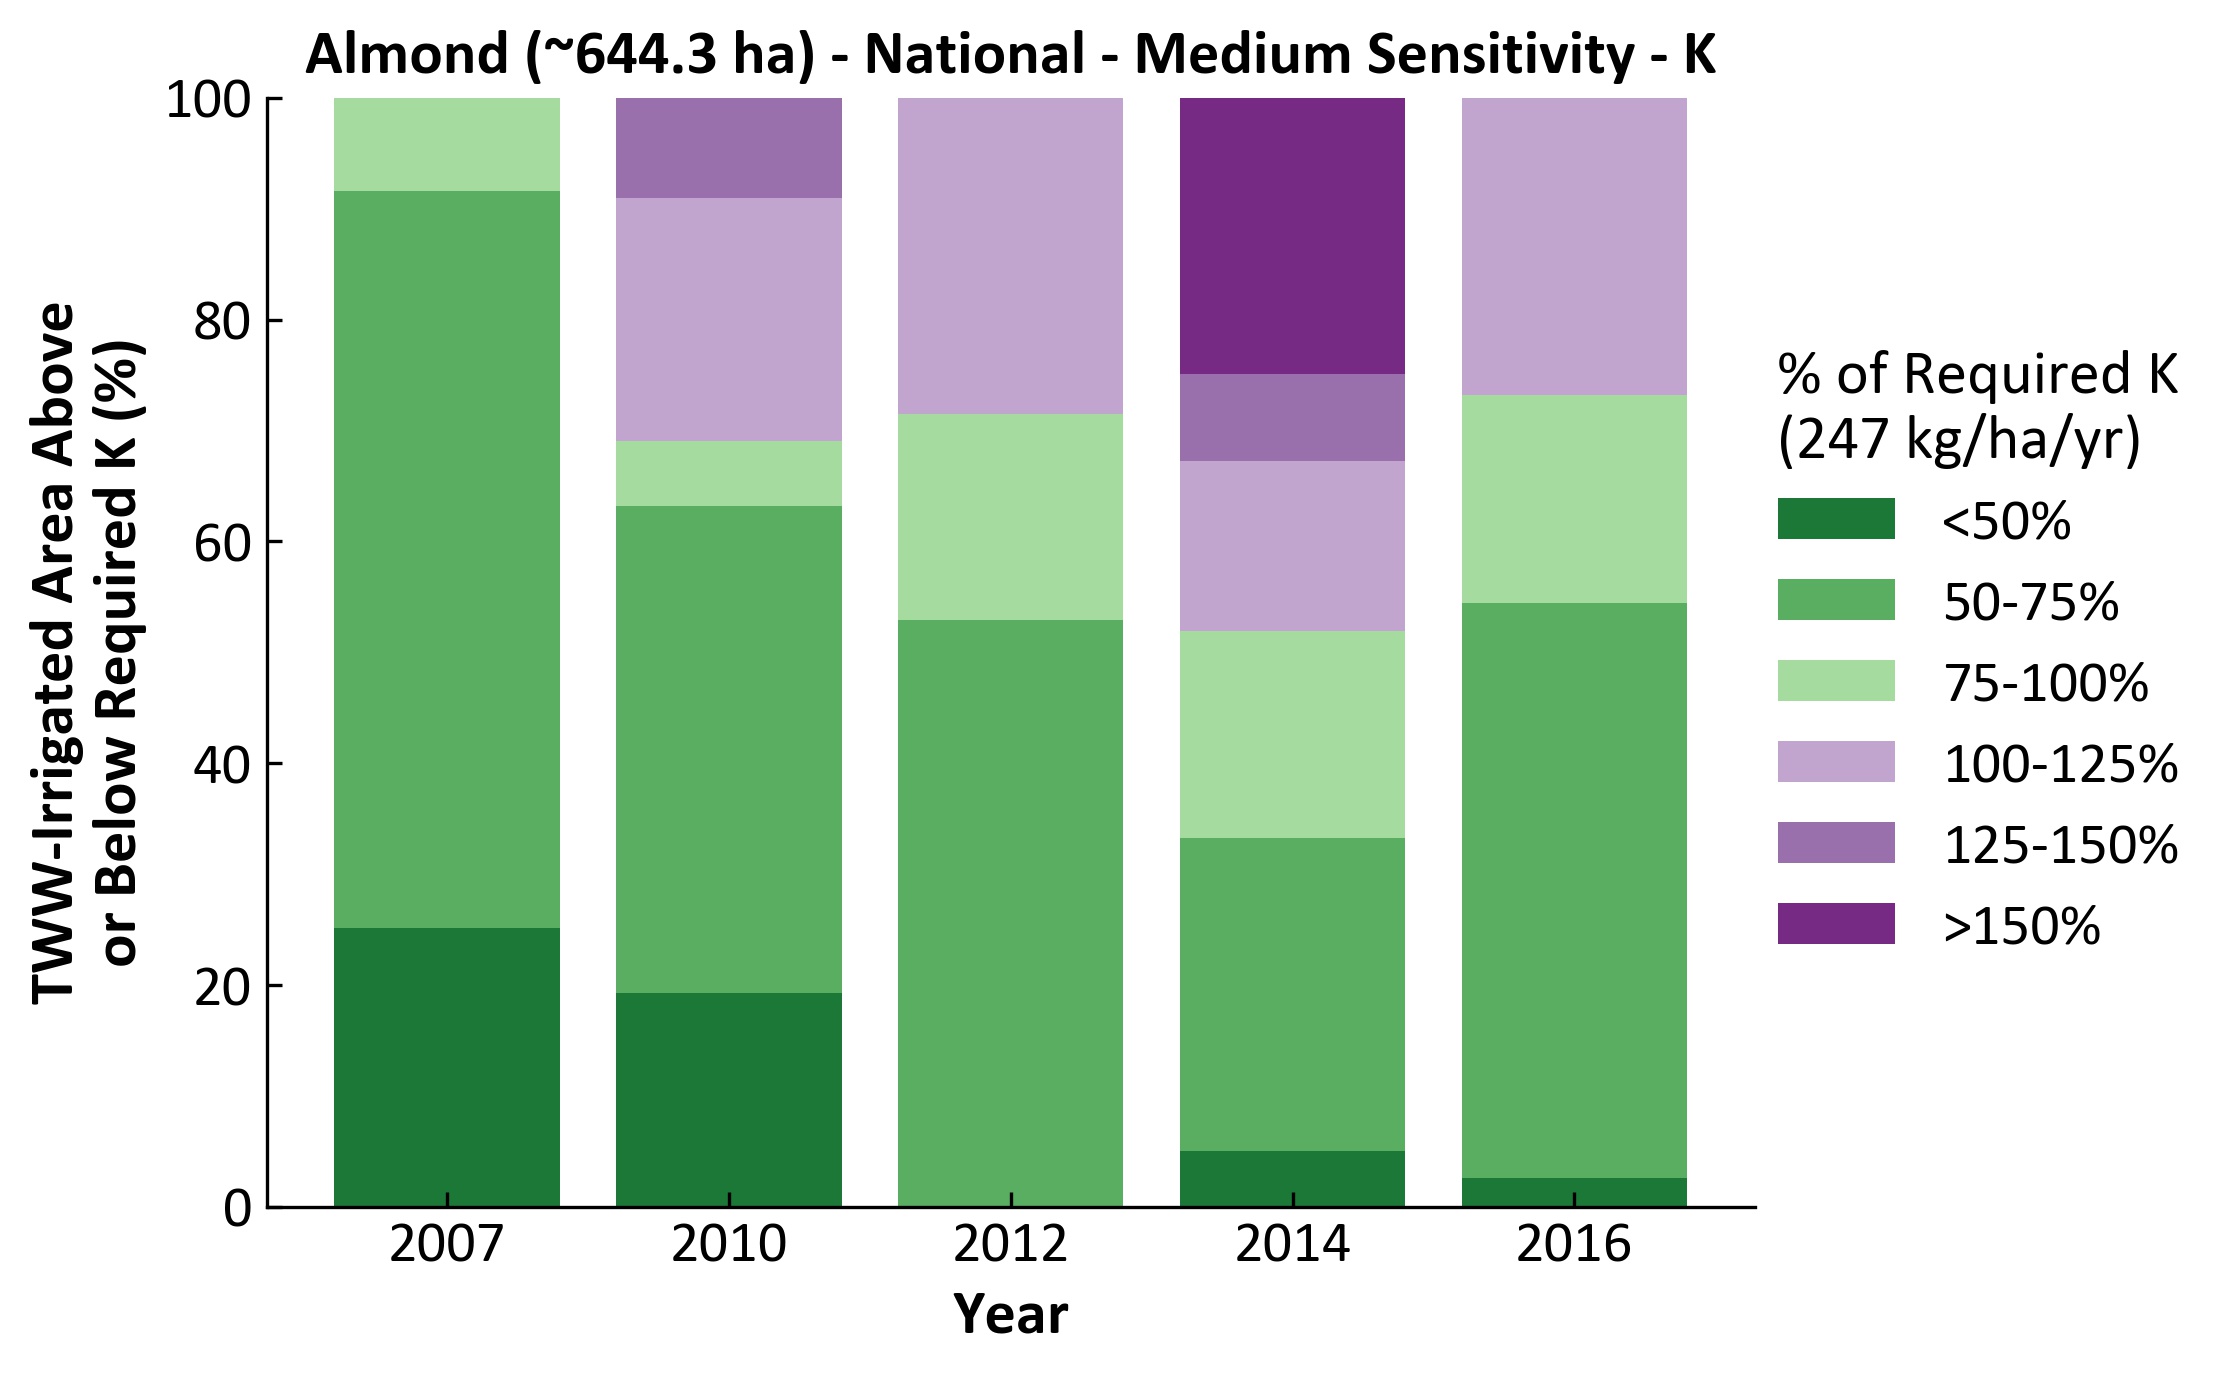 Almond (~644.3 ha) - National - Medium Sensitivity - K
TWW-Irrigated Area Above
or Below Required K (%)
100
80
60
40
20
0
2007
2010
2012
2014
2016
Year
% of Required K
(247 kg/ha/yr)
<50%
50-75%
75-100%
100-125%
125-150%
>150%